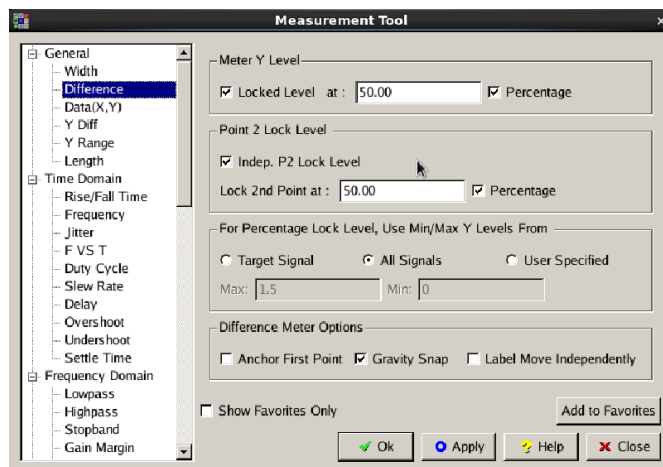 Measurement Tool
General
Width
Difference
Data(X,Y)
Y Diff
Y Range
Length
Time Domain
Rise/Fall Time
Frequency
Jitter
F VS T
Duty Cycle
Slew Rate
Delay
Overshoot
Undershoot
Settle Time
Frequency Domain
Lowpass
Highpass
Stopband
Gain Margin
Meter Y Level
Locked Level at : 50.00 Percentage
Point 2 Lock Level
Indep. P2 Lock Level
Lock 2nd Point at : 50.00 Percentage
For Percentage Lock Level, Use Min/Max Y Levels From
Target Signal All Signals User Specified
Max: 1.5 Min: 0
Difference Meter Options
Anchor First Point Gravity Snap Label Move Independently
Show Favorites Only Add to Favorites
Ok Apply Help Close